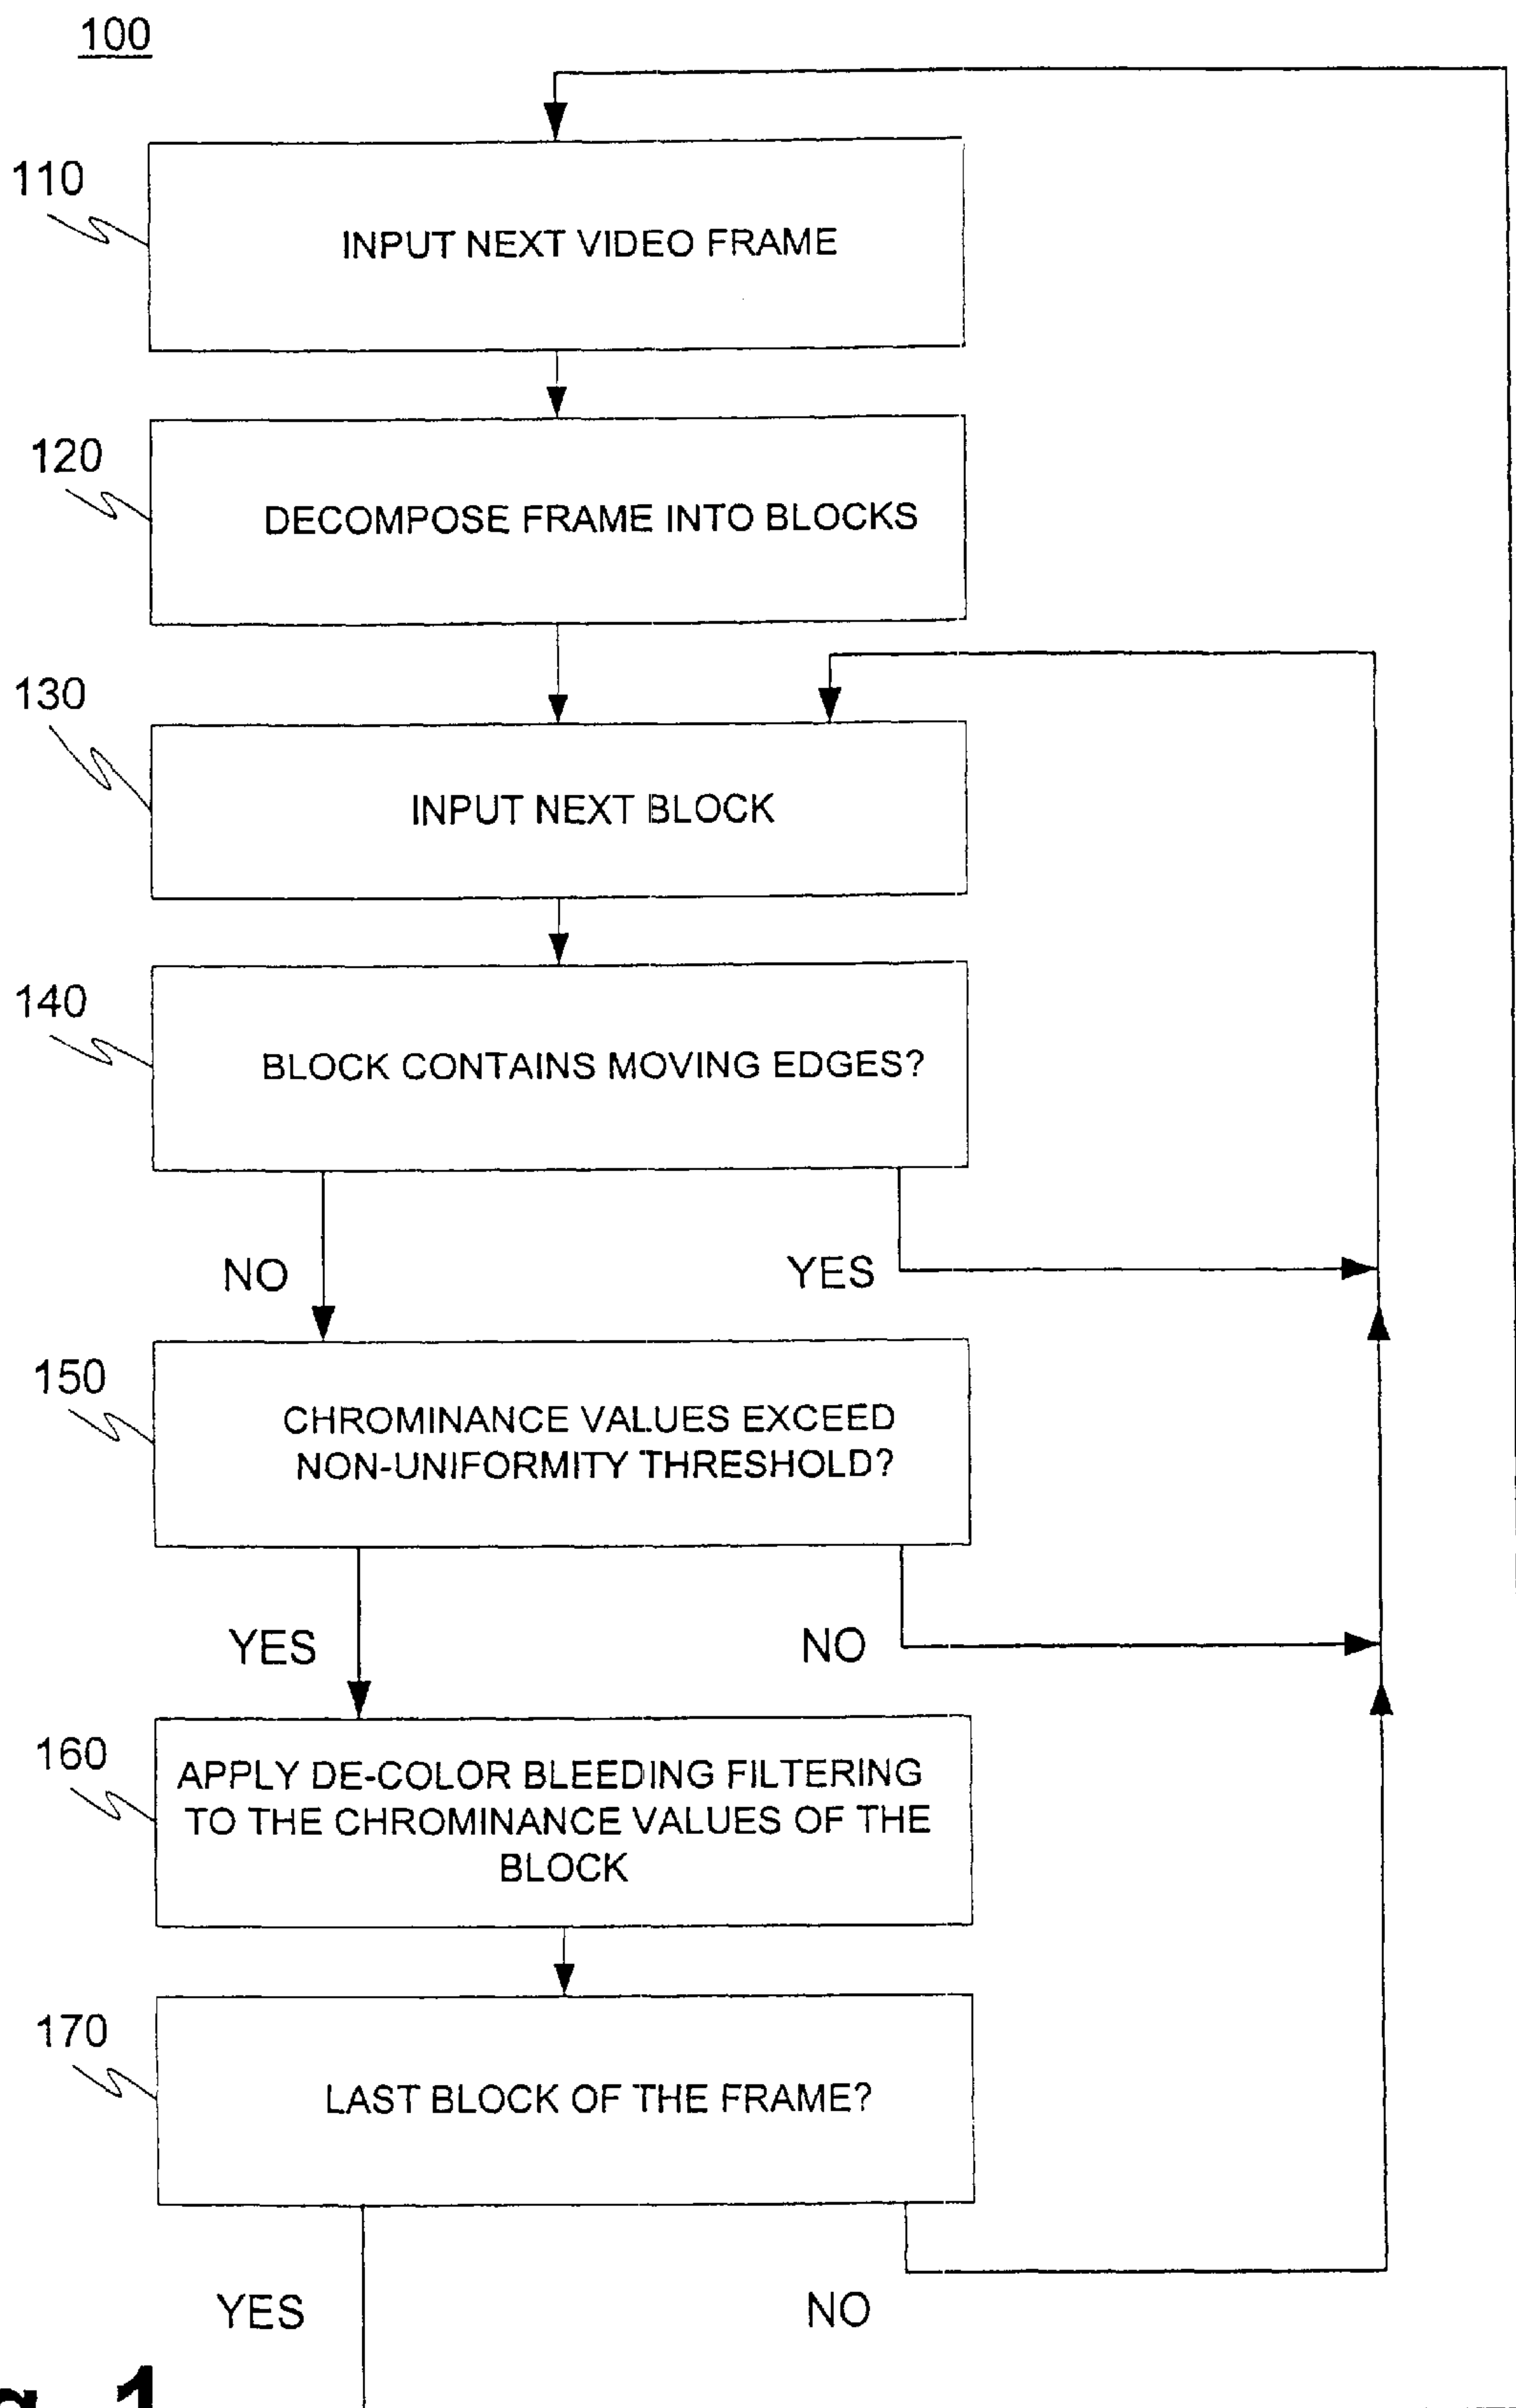 100
110
INPUT NEXT VIDEO FRAME
120
DECOMPOSE FRAME INTO BLOCKS
130
INPUT NEXT BLOCK
140
BLOCK CONTAINS MOVING EDGES?
NO
YES
150
CHROMINANCE VALUES EXCEED
NON-UNIFORMITY THRESHOLD?
YES
NO
160
APPLY DE-COLOR BLEEDING FILTERING
TO THE CHROMINANCE VALUES OF THE
BLOCK
170
LAST BLOCK OF THE FRAME?
YES
NO